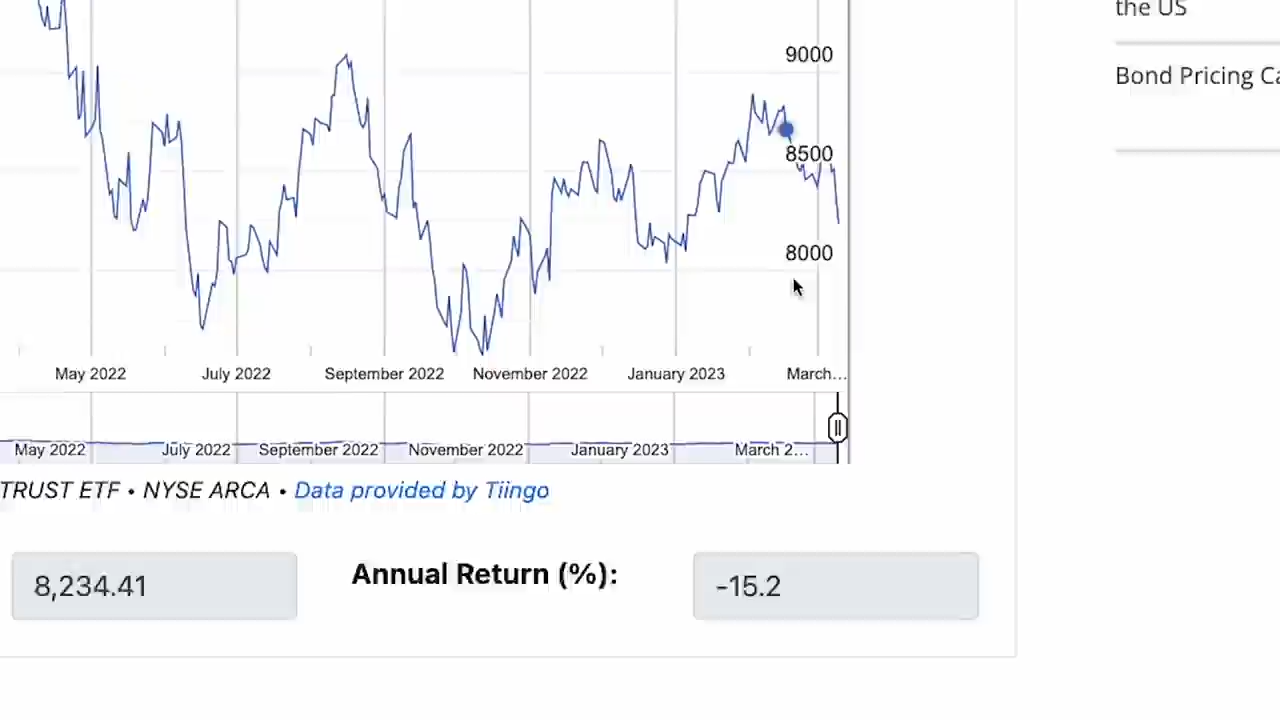 the US
9000
Bond Pricing Ca
8500
8000
May 2022
July 2022
September 2022
November 2022
January 2023
March...
May 2022
July 2022
September 2022
November 2022
January 2023
March 2...
TRUST ETF • NYSE ARCA • Data provided by Tiingo
8,234.41
Annual Return (%):
-15.2